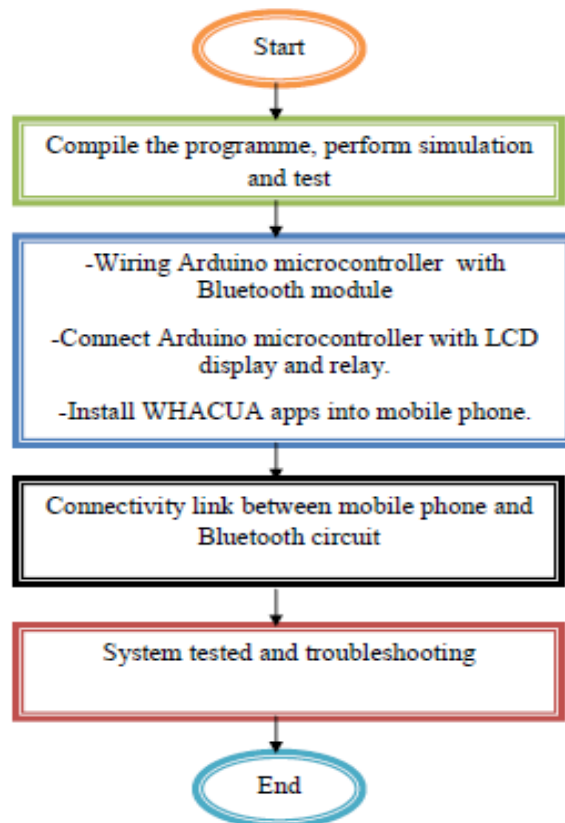 Start
Compile the programme, perform simulation
and test
-Wiring Arduino microcontroller with
Bluetooth module
-Connect Arduino microcontroller with LCD
display and relay.
-Install WHACUA apps into mobile phone.
Connectivity link between mobile phone and
Bluetooth circuit
System tested and troubleshooting
End